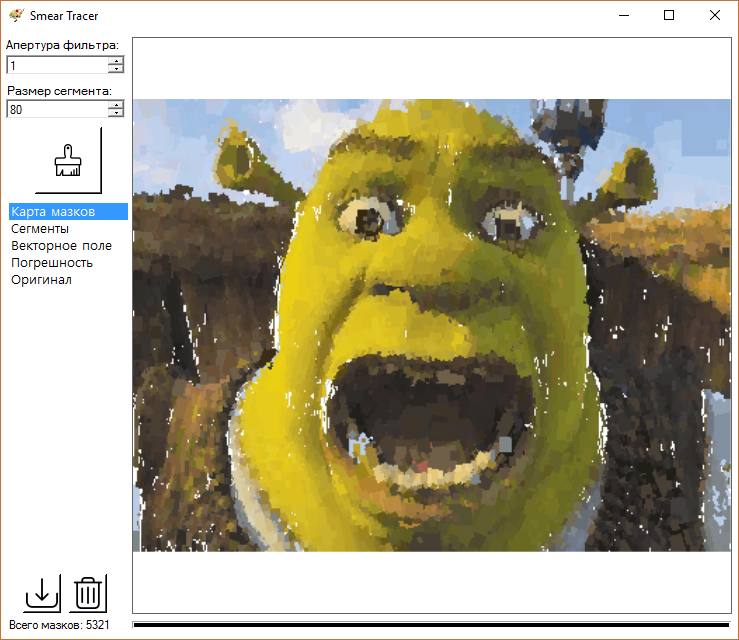 Smear Tracer
Апертура фильтра:
1
Размер сегмента:
80
Карта мазков
Сегменты
Векторное поле
Погрешность
Оригинал
Всего мазков: 5321